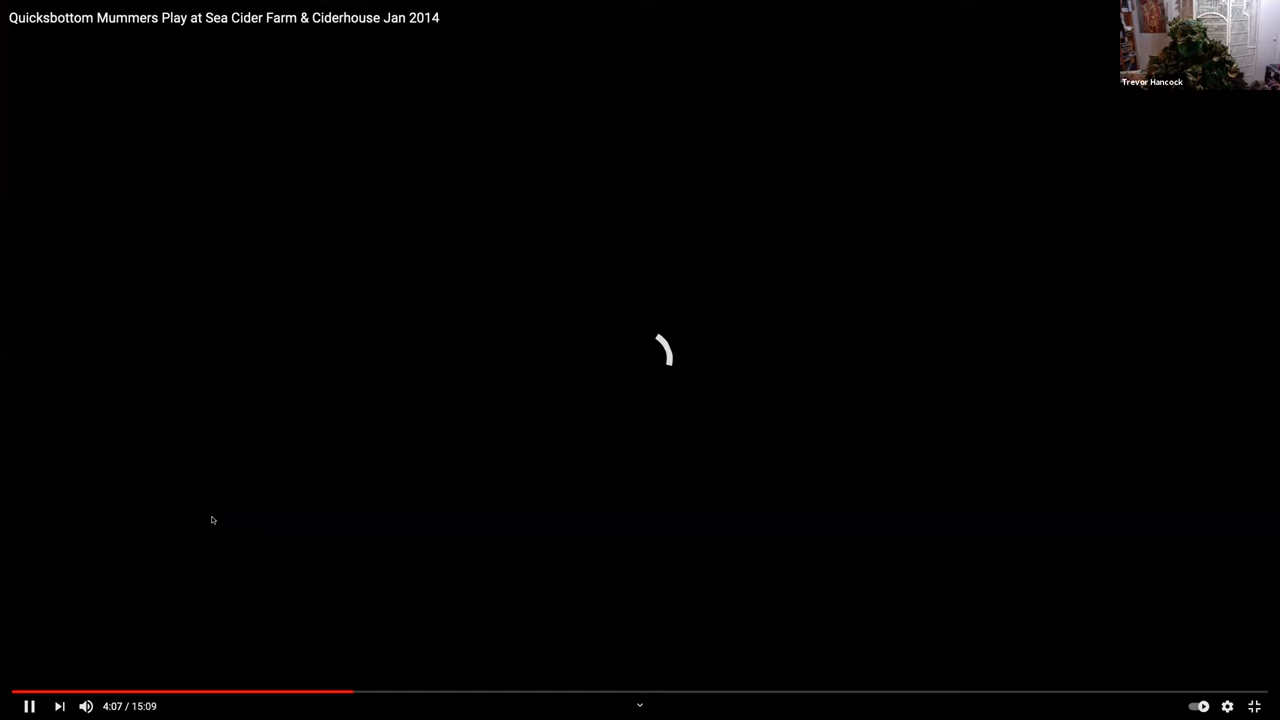 Quicksbottom Mummers Play at Sea Cider Farm & Ciderhouse Jan 2014
Trevor Hancock
4:07 / 15:09